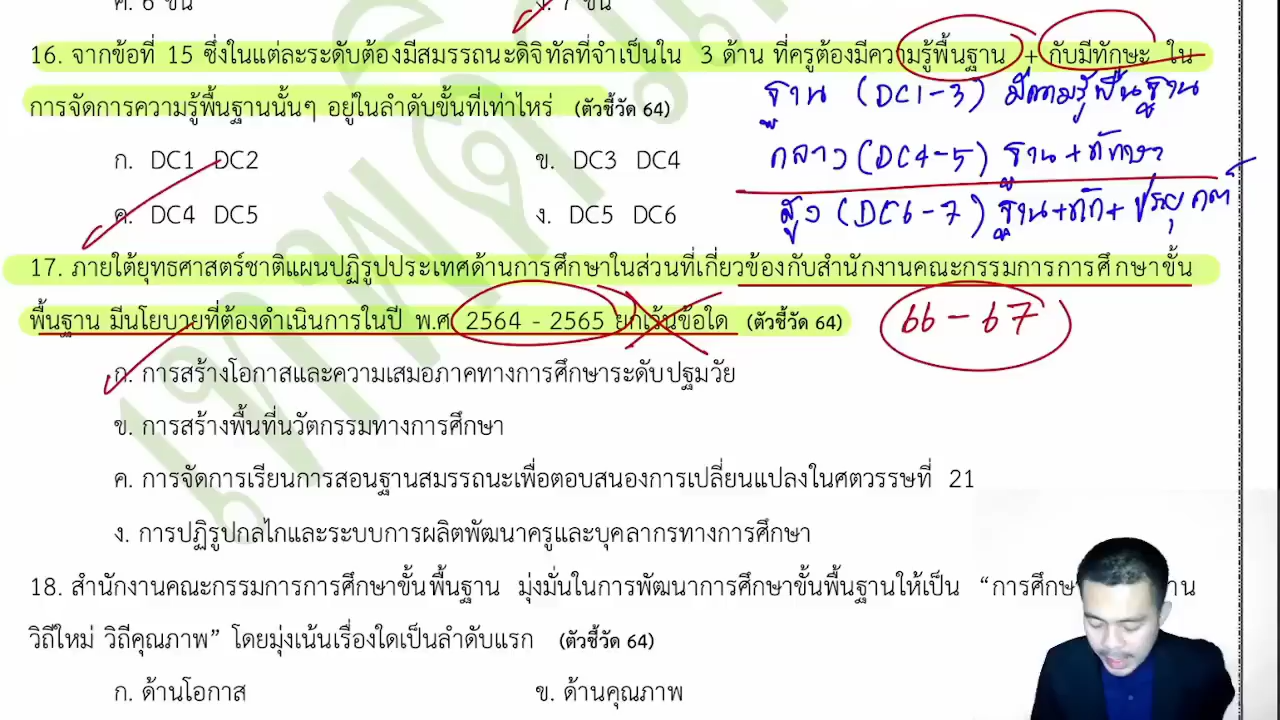 ค. 6 ขั้น ง. 7 ขั้น
16. จากข้อที่ 15 ซึ่งในแต่ละระดับต้องมีสมรรถนะดิจิทัลที่จำเป็นใน 3 ด้าน ที่ครูต้องมีความรู้พื้นฐาน + กับมีทักษะ ใน
การจัดการความรู้พื้นฐานนั้นๆ อยู่ในลำดับขั้นที่เท่าไหร่ (ตัวชี้วัด 64)
ฐาน (DC1-3) มีความรู้พื้นฐาน
ก. DC1 DC2 ข. DC3 DC4
กลาง (DC4-5) ฐาน+ทักษะ
ค. DC4 DC5 ง. DC5 DC6
สูง (DC6-7) ฐาน+ทัก+ประยุกต์
17. ภายใต้ยุทธศาสตร์ชาติแผนปฏิรูปประเทศด้านการศึกษาในส่วนที่เกี่ยวข้องกับสำนักงานคณะกรรมการการศึกษาขั้น
พื้นฐาน มีนโยบายที่ต้องดำเนินการในปี พ.ศ 2564 - 2565 ยกเว้นข้อใด (ตัวชี้วัด 64) 66-67
ก. การสร้างโอกาสและความเสมอภาคทางการศึกษาระดับปฐมวัย
ข. การสร้างพื้นที่นวัตกรรมทางการศึกษา
ค. การจัดการเรียนการสอนฐานสมรรถนะเพื่อตอบสนองการเปลี่ยนแปลงในศตวรรษที่ 21
ง. การปฏิรูปกลไกและระบบการผลิตพัฒนาครูและบุคลากรทางการศึกษา
18. สำนักงานคณะกรรมการการศึกษาขั้นพื้นฐาน มุ่งมั่นในการพัฒนาการศึกษาขั้นพื้นฐานให้เป็น “การศึกษ
วิถีใหม่ วิถีคุณภาพ” โดยมุ่งเน้นเรื่องใดเป็นลำดับแรก (ตัวชี้วัด 64)
ก. ด้านโอกาส ข. ด้านคุณภาพ